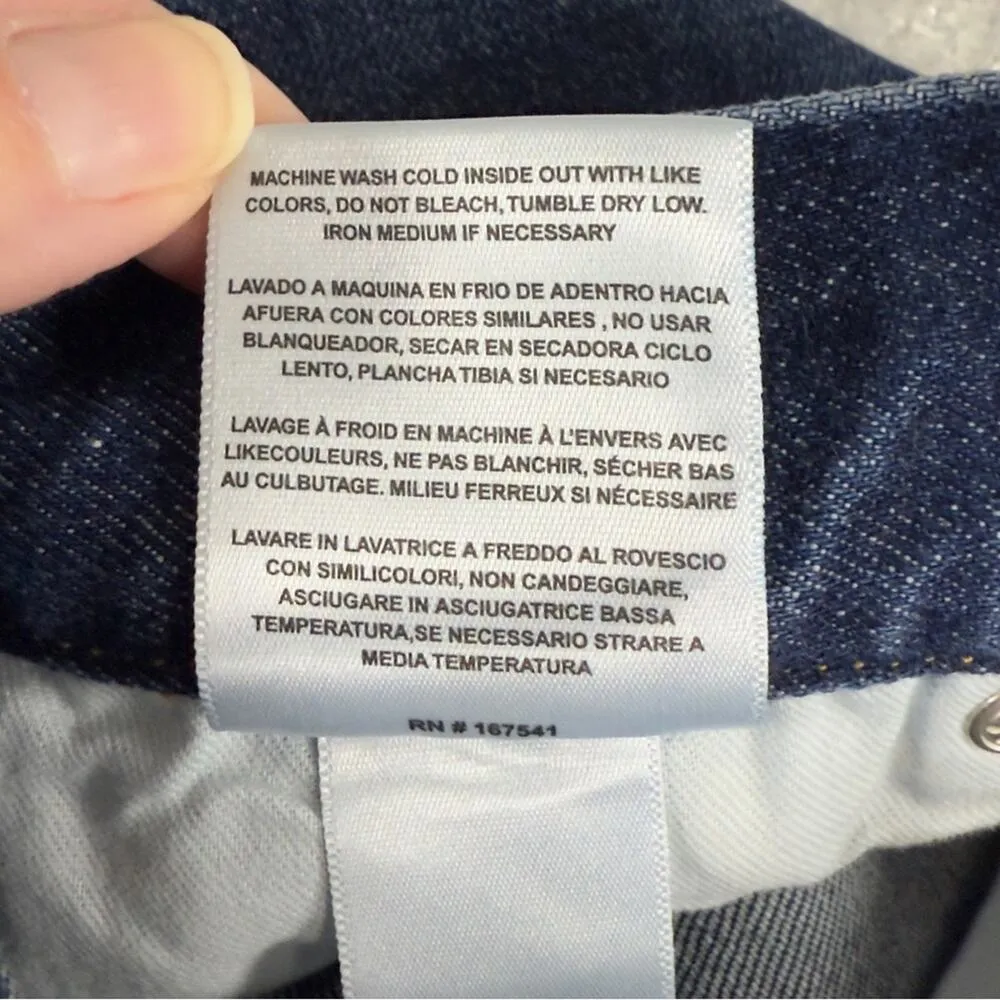 MACHINE WASH COLD INSIDE OUT WITH LIKE
COLORS, DO NOT BLEACH, TUMBLE DRY LOW.
IRON MEDIUM IF NECESSARY
LAVADO A MAQUINA EN FRIO DE ADENTRO HACIA
AFUERA CON COLORES SIMILARES , NO USAR
BLANQUEADOR, SECAR EN SECADORA CICLO
LENTO, PLANCHA TIBIA SI NECESARIO
LAVAGE À FROID EN MACHINE À L'ENVERS AVEC
LIKECOULEURS, NE PAS BLANCHIR, SÉCHER BAS
AU CULBUTAGE. MILIEU FERREUX SI NÉCESSAIRE
LAVARE IN LAVATRICE A FREDDO AL ROVESCIO
CON SIMILICOLORI, NON CANDEGGIARE,
ASCIUGARE IN ASCIUGATRICE BASSA
TEMPERATURA,SE NECESSARIO STRARE A
MEDIA TEMPERATURA
RN # 167541